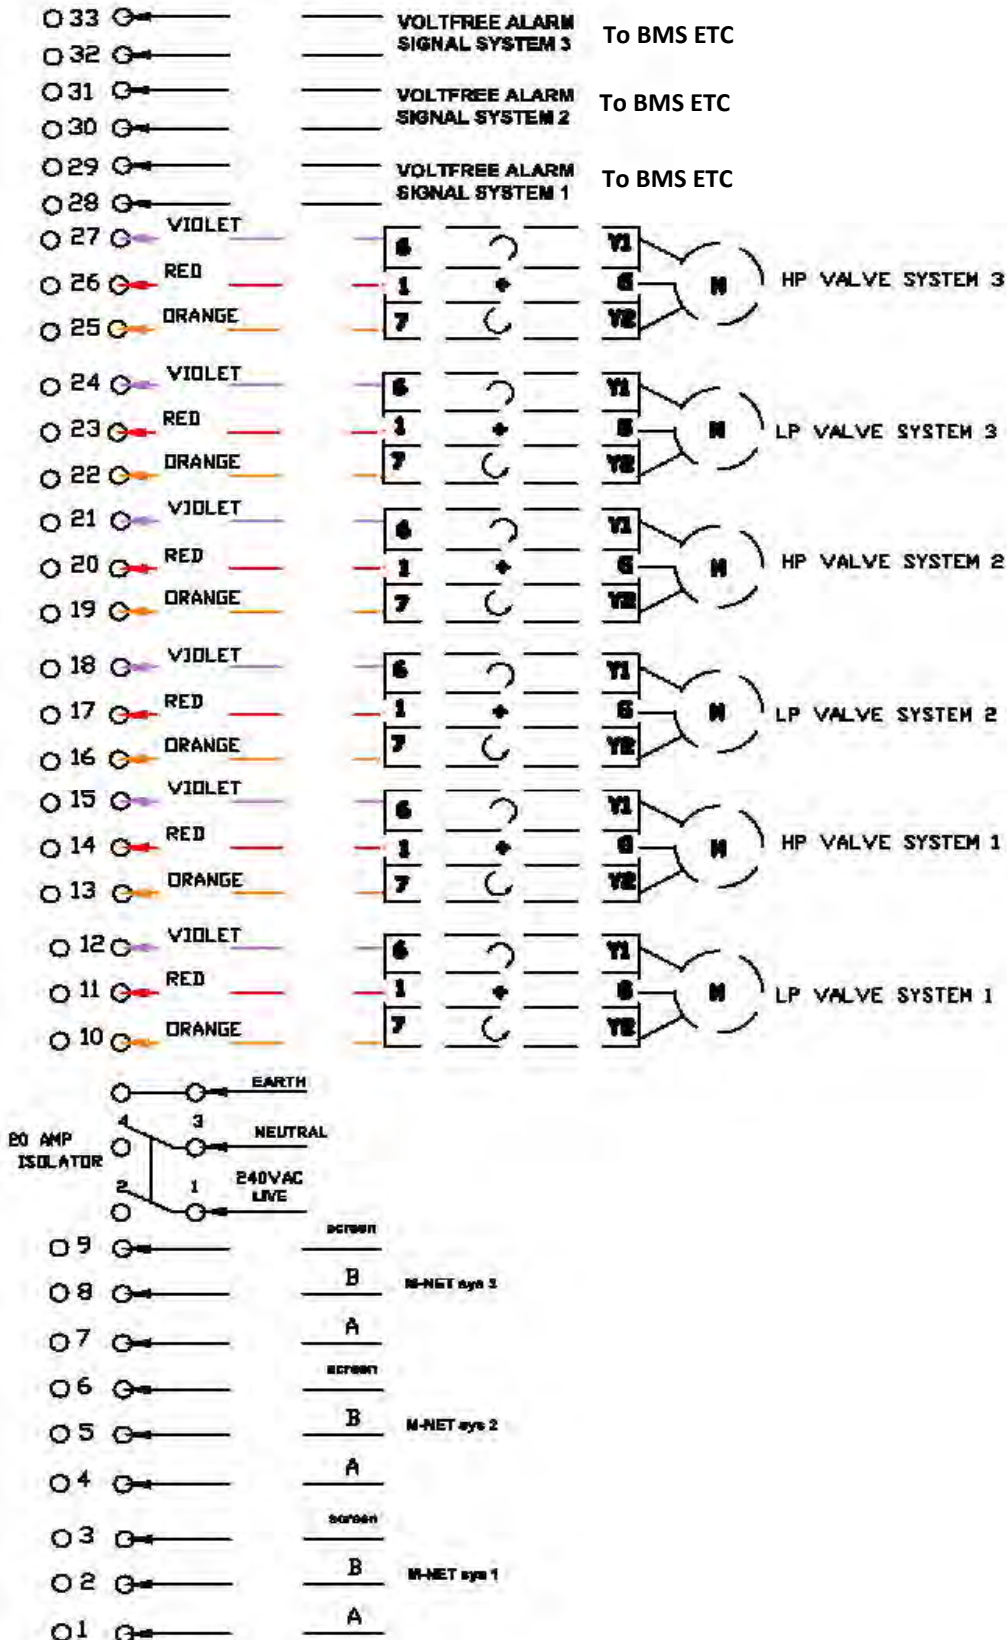 33 VOLTFREE ALARM
32 SIGNAL SYSTEM 3 To BMS ETC
31 VOLTFREE ALARM
30 SIGNAL SYSTEM 2 To BMS ETC
29 VOLTFREE ALARM
28 SIGNAL SYSTEM 1 To BMS ETC
27 VIOLET 6 Y1
26 RED 1 G M HP VALVE SYSTEM 3
25 ORANGE 7 Y2
24 VIOLET 6 Y1
23 RED 1 G M LP VALVE SYSTEM 3
22 ORANGE 7 Y2
21 VIOLET 6 Y1
20 RED 1 G M HP VALVE SYSTEM 2
19 ORANGE 7 Y2
18 VIOLET 6 Y1
17 RED 1 G M LP VALVE SYSTEM 2
16 ORANGE 7 Y2
15 VIOLET 6 Y1
14 RED 1 G M HP VALVE SYSTEM 1
13 ORANGE 7 Y2
12 VIOLET 6 Y1
11 RED 1 G M LP VALVE SYSTEM 1
10 ORANGE 7 Y2
EARTH
4 3 NEUTRAL
20 AMP
ISOLATOR
2 1 240VAC
LIVE
9 screen
8 B M-NET sys 3
7 A
6 screen
5 B M-NET sys 2
4 A
3 screen
2 B M-NET sys 1
1 A